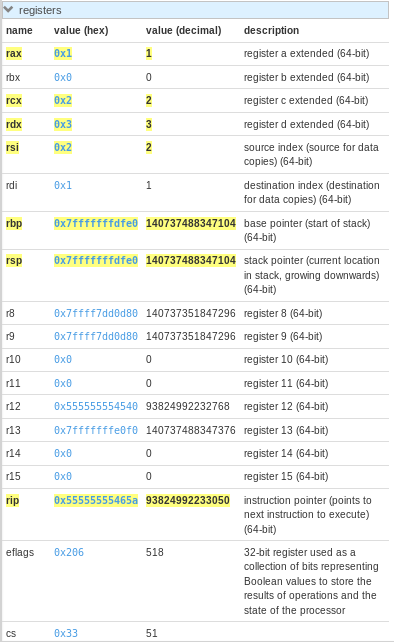 registers
name value (hex) value (decimal) description
rax 0x1 1 register a extended (64-bit)
rbx 0x0 0 register b extended (64-bit)
rcx 0x2 2 register c extended (64-bit)
rdx 0x3 3 register d extended (64-bit)
rsi 0x2 2 source index (source for data
copies) (64-bit)
rdi 0x1 1 destination index (destination
for data copies) (64-bit)
rbp 0x7fffffffdfe0 140737488347104 base pointer (start of stack)
(64-bit)
rsp 0x7fffffffdfe0 140737488347104 stack pointer (current location
in stack, growing downwards)
(64-bit)
r8 0x7ffff7dd0d80 140737351847296 register 8 (64-bit)
r9 0x7ffff7dd0d80 140737351847296 register 9 (64-bit)
r10 0x0 0 register 10 (64-bit)
r11 0x0 0 register 11 (64-bit)
r12 0x555555554540 93824992232768 register 12 (64-bit)
r13 0x7fffffffe0f0 140737488347376 register 13 (64-bit)
r14 0x0 0 register 14 (64-bit)
r15 0x0 0 register 15 (64-bit)
rip 0x55555555465a 93824992233050 instruction pointer (points to
next instruction to execute)
(64-bit)
eflags 0x206 518 32-bit register used as a
collection of bits representing
Boolean values to store the
results of operations and the
state of the processor
cs 0x33 51